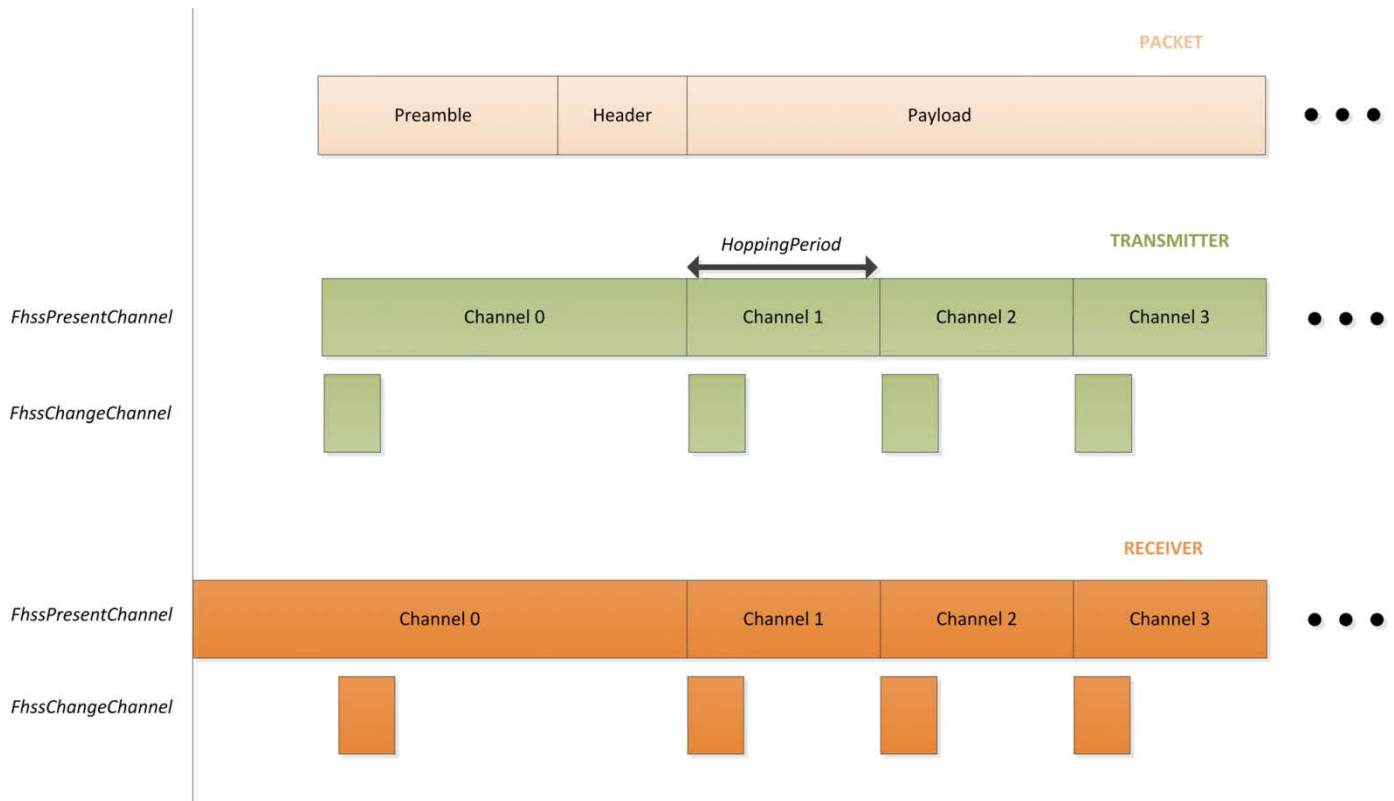 PACKET
Preamble
Header
Payload
HoppingPeriod
TRANSMITTER
FhssPresentChannel
Channel 0
Channel 1
Channel 2
Channel 3
FhssChangeChannel
RECEIVER
FhssPresentChannel
Channel 0
Channel 1
Channel 2
Channel 3
FhssChangeChannel